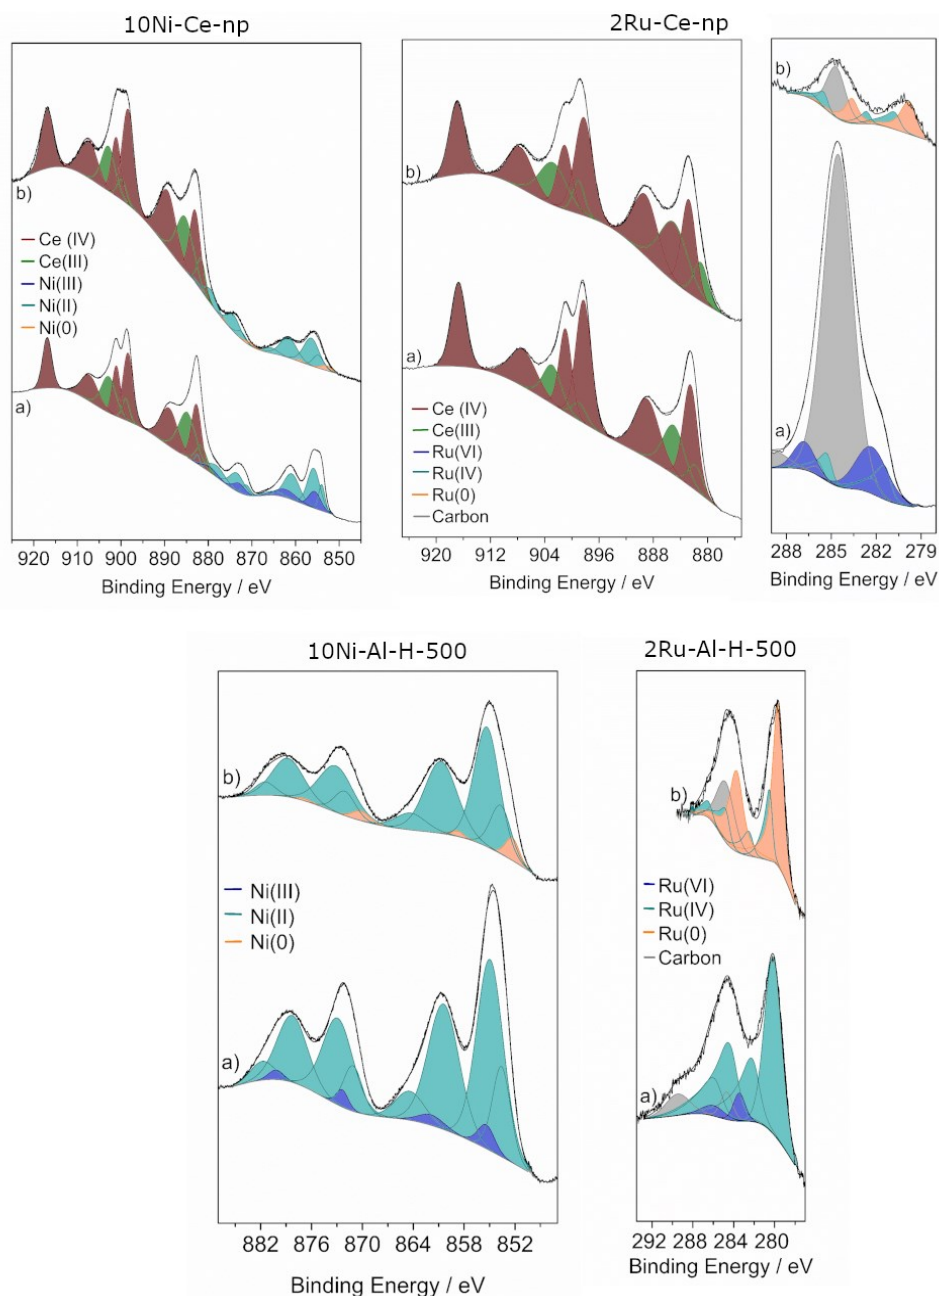 10Ni-Ce-np
2Ru-Ce-np
b)
Ce (IV)
Ce(III)
Ni(III)
Ni(II)
Ni(0)
a)
920 910 900 890 880 870 860 850
Binding Energy / eV
b)
a)
Ce (IV)
Ce(III)
Ru(VI)
Ru(IV)
Ru(0)
Carbon
920 912 904 896 888 880
Binding Energy / eV
b)
a)
288 285 282 279
Binding Energy / eV
10Ni-Al-H-500
2Ru-Al-H-500
b)
Ni(III)
Ni(II)
Ni(0)
a)
882 876 870 864 858 852
Binding Energy / eV
b)
Ru(VI)
Ru(IV)
Ru(0)
Carbon
a)
292 288 284 280
Binding Energy / eV